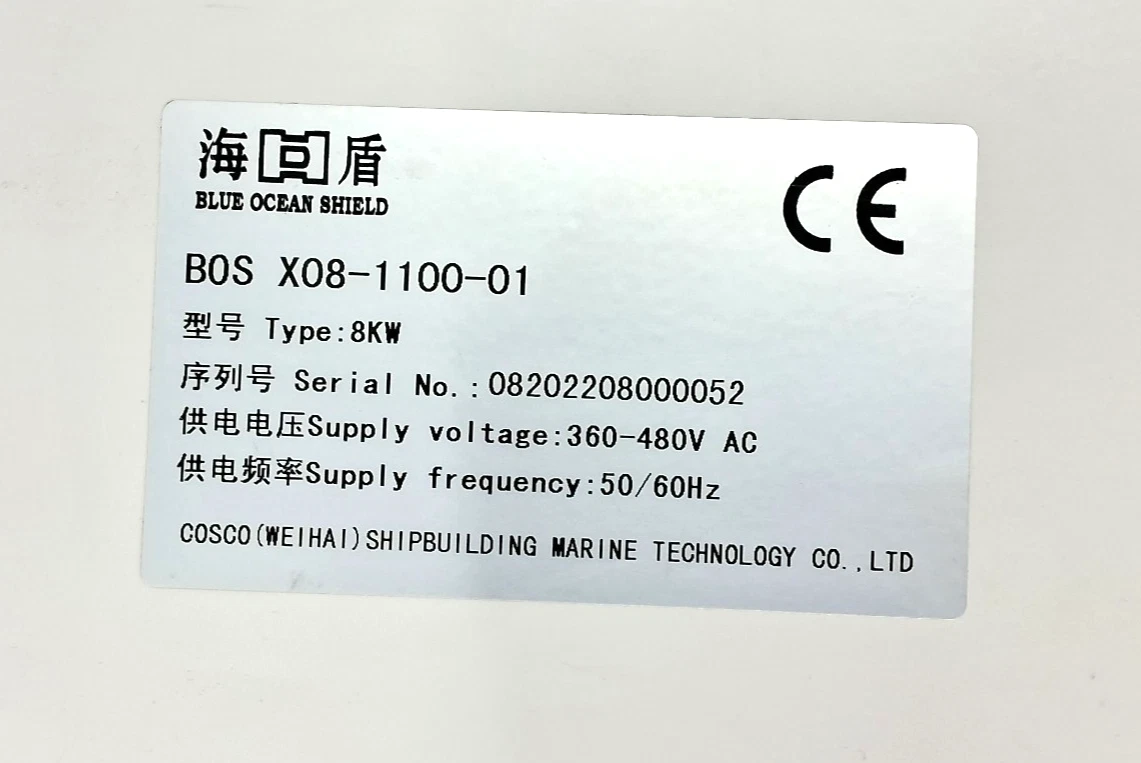 海盾
BLUE OCEAN SHIELD
CE
BOS X08-1100-01
型号 Type:8KW
序列号 Serial No.:08202208000052
供电电压Supply voltage:360-480V AC
供电频率Supply frequency:50/60Hz
COSCO(WEIHAI)SHIPBUILDING MARINE TECHNOLOGY CO.,LTD